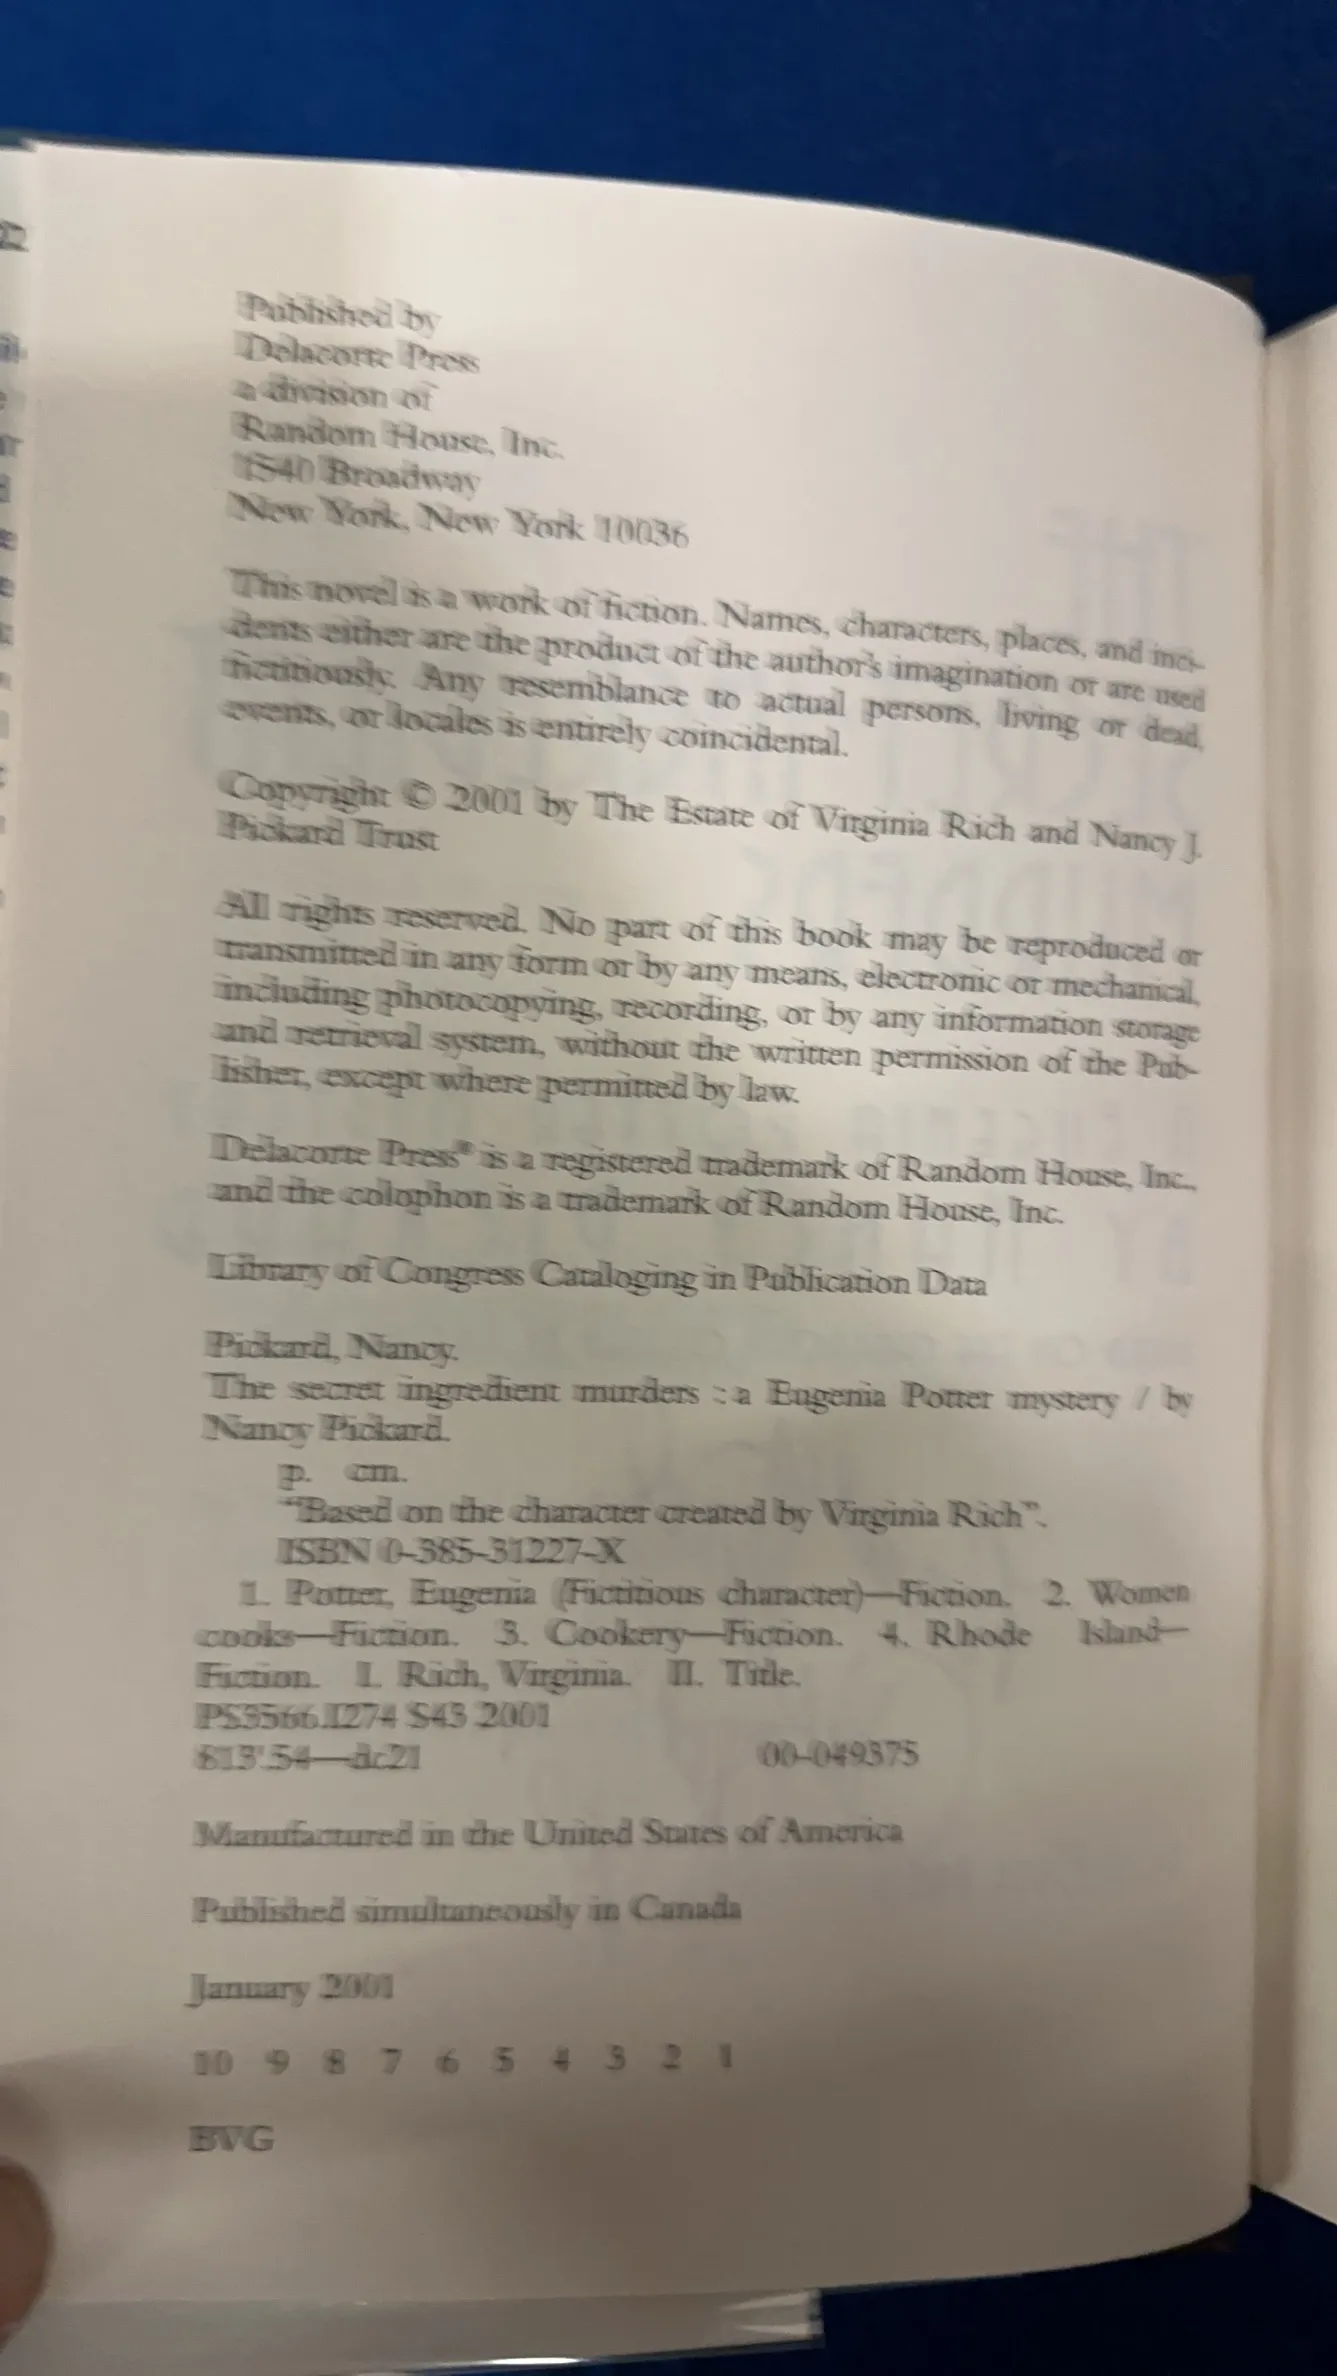 Published by
Delacorte Press
a division of
Random House, Inc.
1540 Broadway
New York, New York 10036
This novel is a work of fiction. Names, characters, places, and inci-
dents either are the product of the author's imagination or are used
fictitiously. Any resemblance to actual persons, living or dead,
events, or locales is entirely coincidental.
Copyright © 2001 by The Estate of Virginia Rich and Nancy J.
Pickard Trust
All rights reserved. No part of this book may be reproduced or
transmitted in any form or by any means, electronic or mechanical,
including photocopying, recording, or by any information storage
and retrieval system, without the written permission of the Pub-
lisher, except where permitted by law.
Delacorte Press® is a registered trademark of Random House, Inc.,
and the colophon is a trademark of Random House, Inc.
Library of Congress Cataloging in Publication Data
Pickard, Nancy.
The secret ingredient murders : a Eugenia Potter mystery / by
Nancy Pickard.
p. cm.
"Based on the character created by Virginia Rich".
ISBN 0-385-31227-X
1. Potter, Eugenia (Fictitious character)—Fiction. 2. Women
cooks—Fiction. 3. Cookery—Fiction. 4. Rhode Island—
Fiction. I. Rich, Virginia. II. Title.
PS3566.I274 S43 2001
813'.54—dc21 00-049375
Manufactured in the United States of America
Published simultaneously in Canada
January 2001
10 9 8 7 6 5 4 3 2 1
BVG